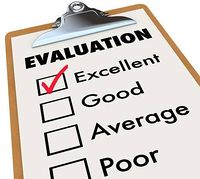 EVALUATION
Excellent
Good
Average
Poor